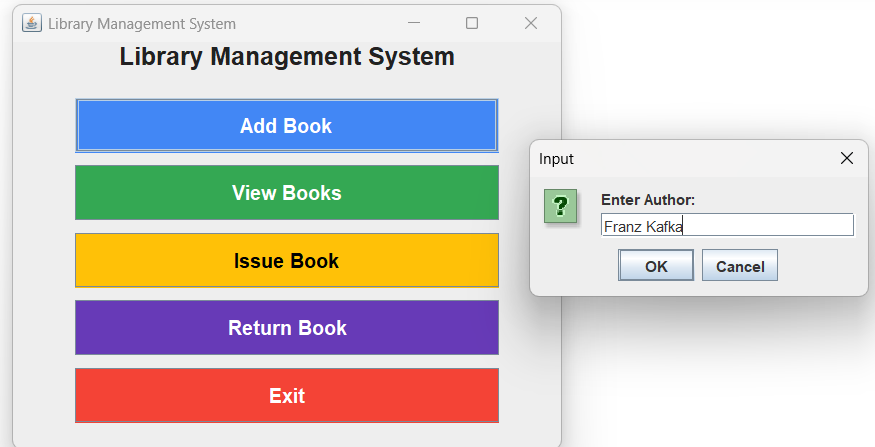 Library Management System
Library Management System
Add Book
View Books
Issue Book
Return Book
Exit
Input
?
Enter Author:
Franz Kafka
OK Cancel